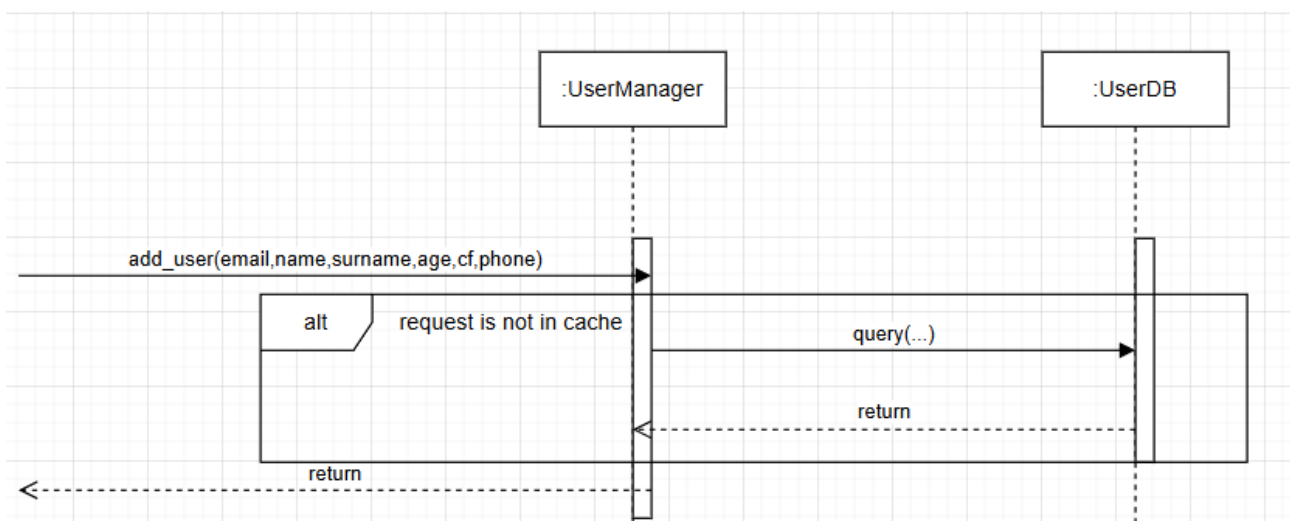 :UserManager
:UserDB
add_user(email,name,surname,age,cf,phone)
alt
request is not in cache
query(...)
return
return